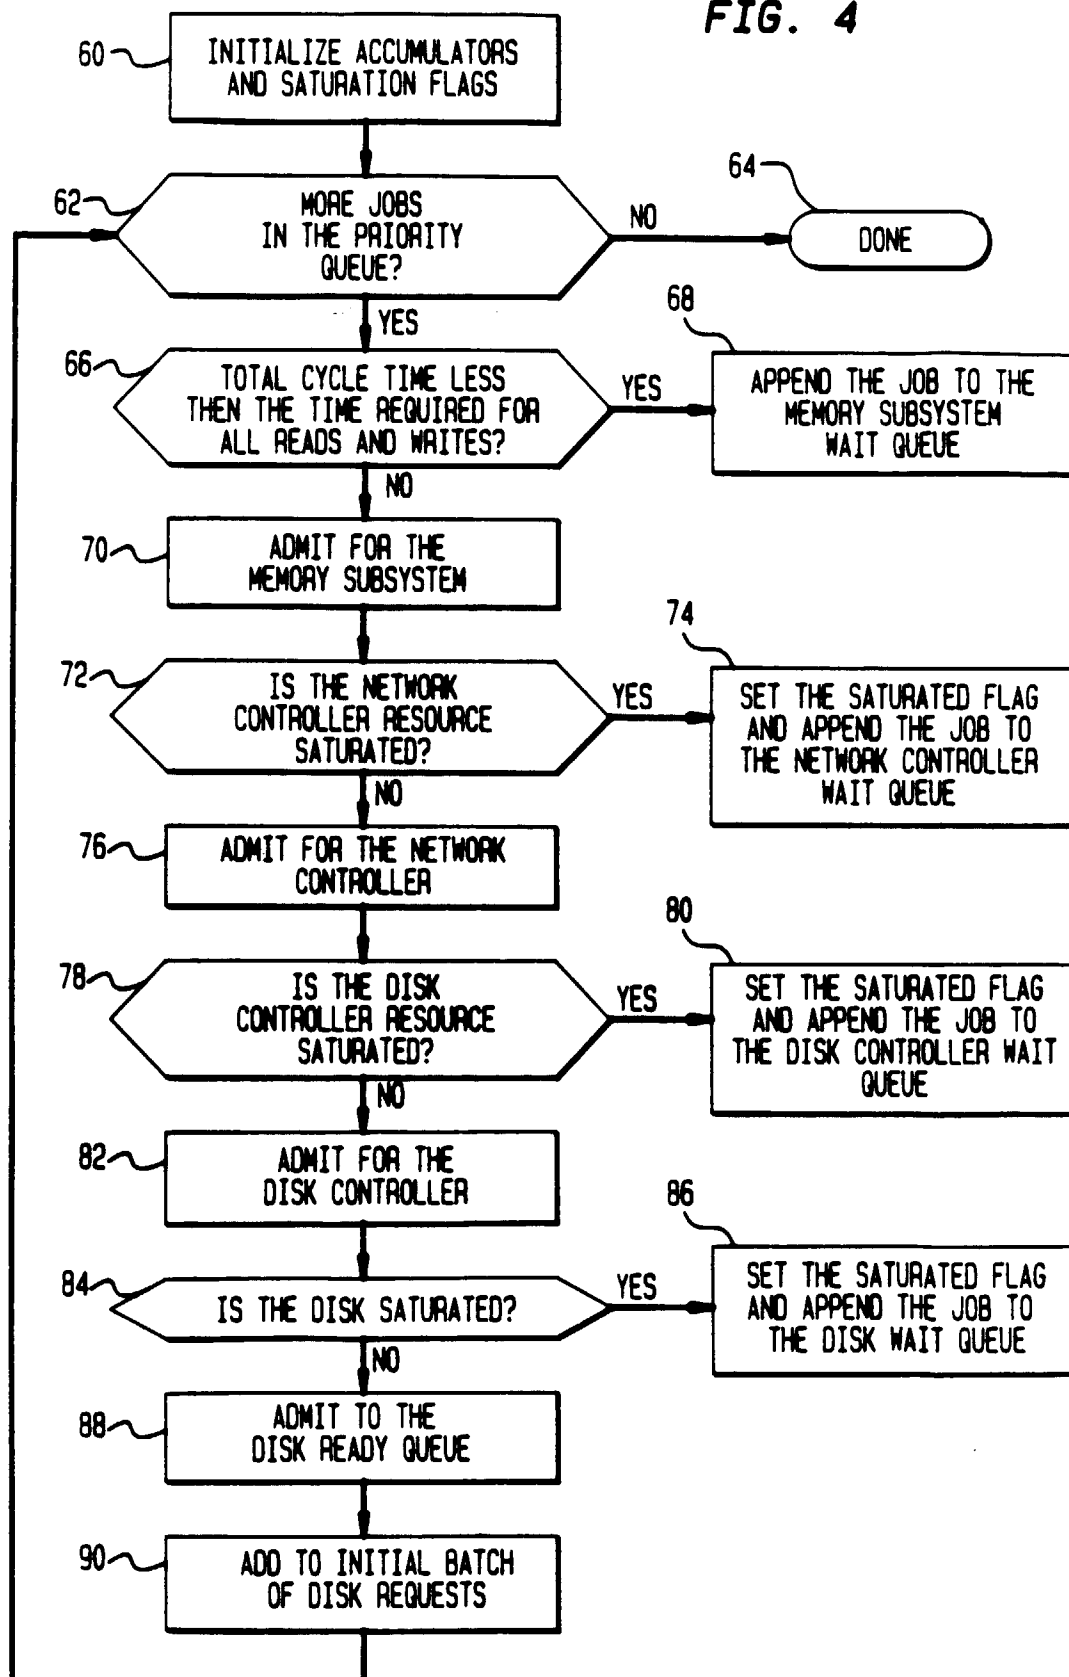 FIG. 4
60
INITIALIZE ACCUMULATORS
AND SATURATION FLAGS
62
MORE JOBS
IN THE PRIORITY
QUEUE?
NO
64
DONE
YES
66
TOTAL CYCLE TIME LESS
THEN THE TIME REQUIRED FOR
ALL READS AND WRITES?
YES
68
APPEND THE JOB TO THE
MEMORY SUBSYSTEM
WAIT QUEUE
NO
70
ADMIT FOR THE
MEMORY SUBSYSTEM
72
IS THE NETWORK
CONTROLLER RESOURCE
SATURATED?
YES
74
SET THE SATURATED FLAG
AND APPEND THE JOB TO
THE NETWORK CONTROLLER
WAIT QUEUE
NO
76
ADMIT FOR THE NETWORK
CONTROLLER
78
IS THE DISK
CONTROLLER RESOURCE
SATURATED?
YES
80
SET THE SATURATED FLAG
AND APPEND THE JOB TO
THE DISK CONTROLLER WAIT
QUEUE
NO
82
ADMIT FOR THE
DISK CONTROLLER
84
IS THE DISK SATURATED?
YES
86
SET THE SATURATED FLAG
AND APPEND THE JOB TO
THE DISK WAIT QUEUE
NO
88
ADMIT TO THE
DISK READY QUEUE
90
ADD TO INITIAL BATCH
OF DISK REQUESTS